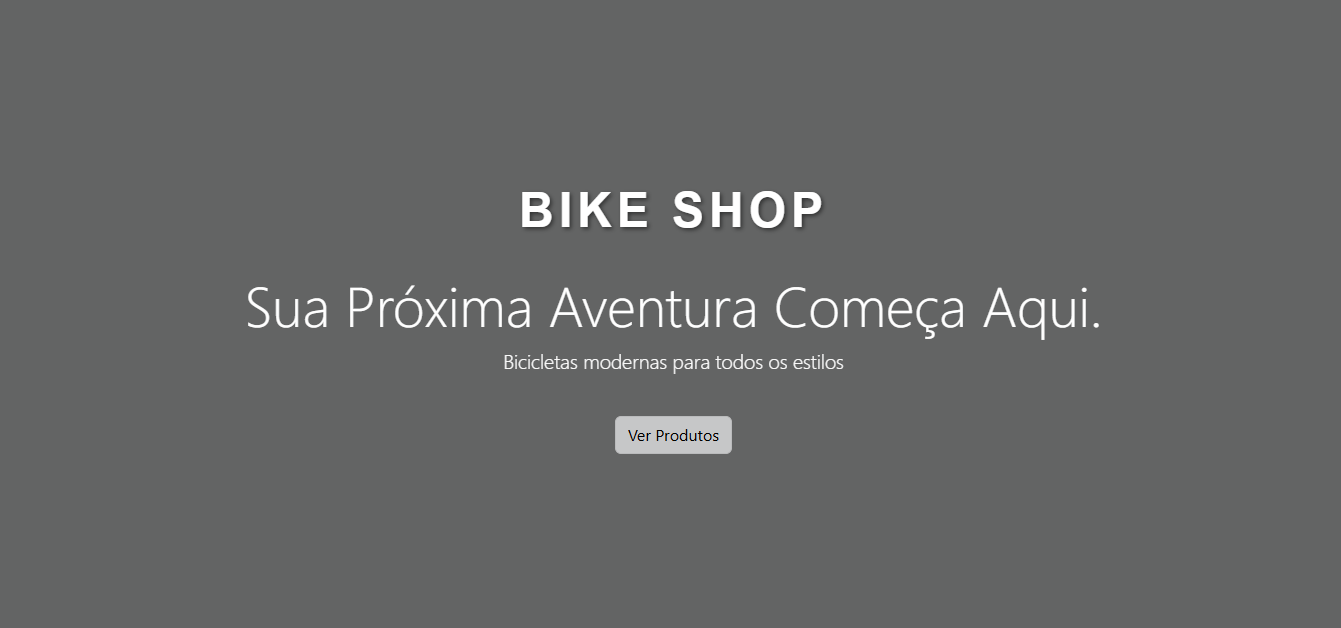 BIKE SHOP
Sua Próxima Aventura Começa Aqui.
Bicicletas modernas para todos os estilos
Ver Produtos